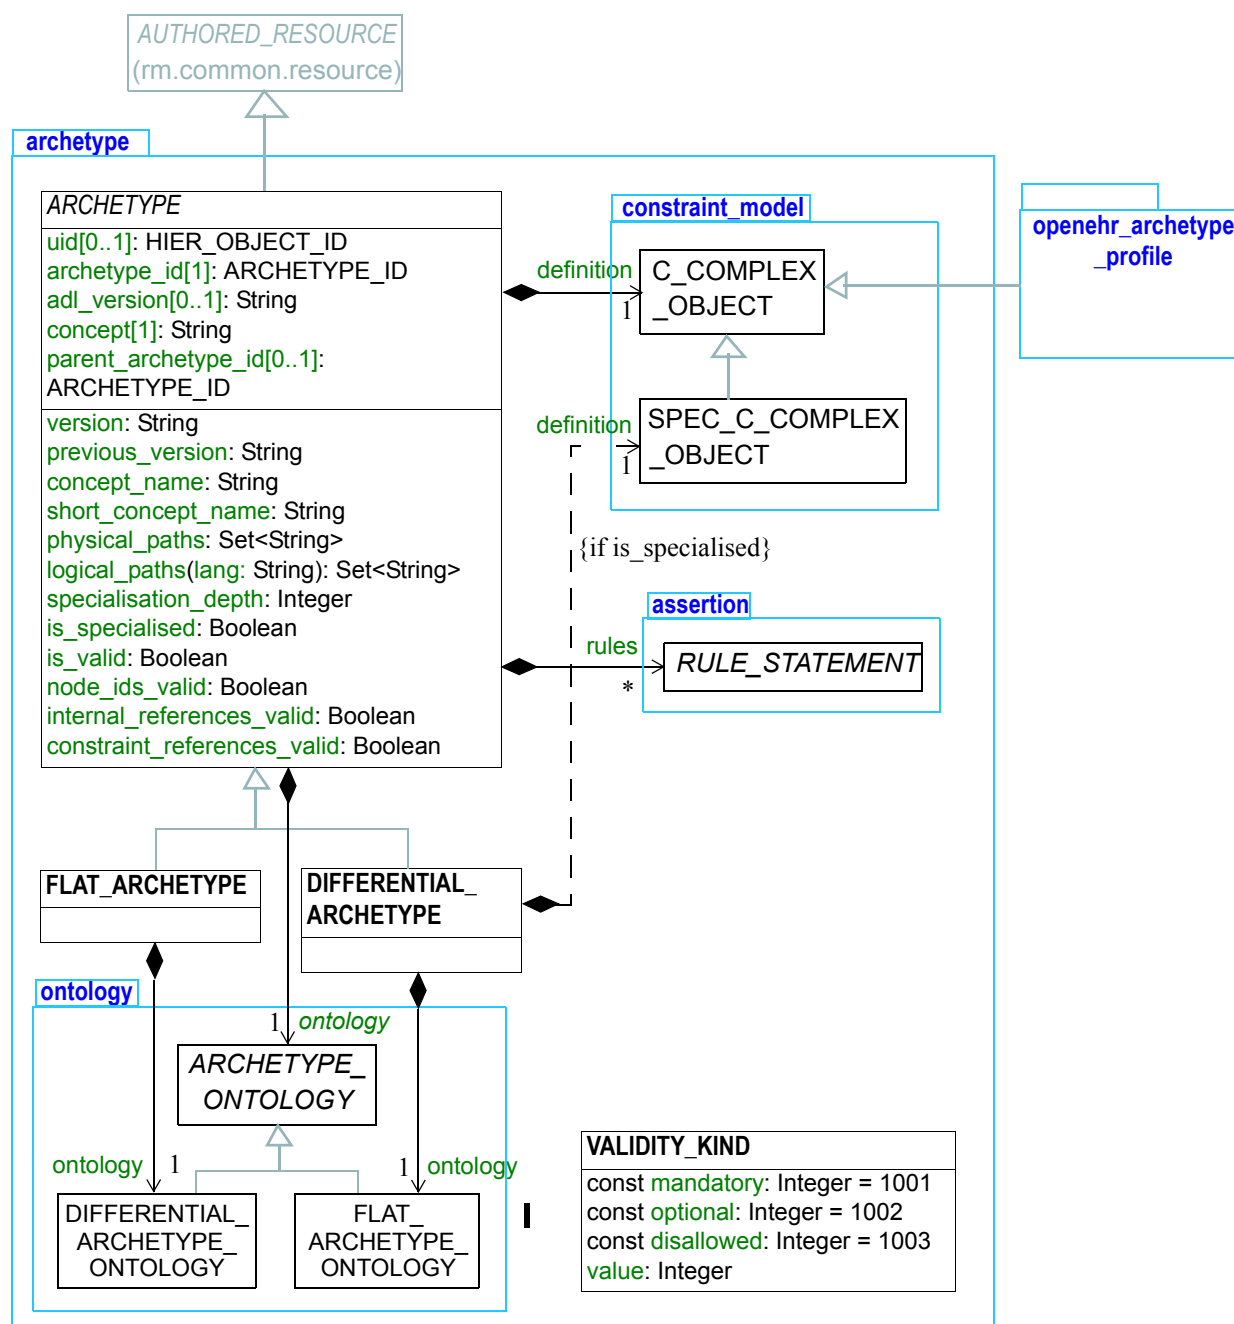 AUTHORED_RESOURCE
(rm.common.resource)
archetype
ARCHETYPE
uid[0..1]: HIER_OBJECT_ID
archetype_id[1]: ARCHETYPE_ID
adl_version[0..1]: String
concept[1]: String
parent_archetype_id[0..1]:
ARCHETYPE_ID
version: String
previous_version: String
concept_name: String
short_concept_name: String
physical_paths: Set<String>
logical_paths(lang: String): Set<String>
specialisation_depth: Integer
is_specialised: Boolean
is_valid: Boolean
node_ids_valid: Boolean
internal_references_valid: Boolean
constraint_references_valid: Boolean
constraint_model
definition
1
C_COMPLEX
_OBJECT
openehr_archetype
_profile
definition
1
SPEC_C_COMPLEX
_OBJECT
{if is_specialised}
assertion
rules
*
RULE_STATEMENT
FLAT_ARCHETYPE
DIFFERENTIAL_
ARCHETYPE
ontology
1 ontology
ARCHETYPE_
ONTOLOGY
ontology 1
1 ontology
DIFFERENTIAL_
ARCHETYPE_
ONTOLOGY
FLAT_
ARCHETYPE_
ONTOLOGY
VALIDITY_KIND
const mandatory: Integer = 1001
const optional: Integer = 1002
const disallowed: Integer = 1003
value: Integer